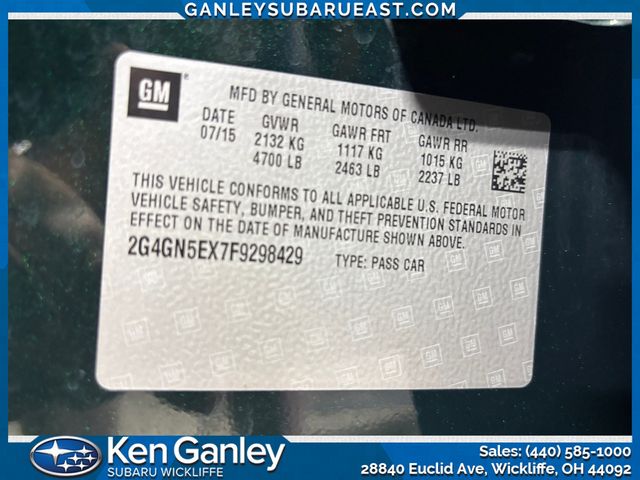 GANLEYSUBARUEAST.COM
GM
MFD BY GENERAL MOTORS OF CANADA LTD.
DATE GVWR GAWR FRT GAWR RR
07/15 2132 KG 1117 KG 1015 KG
4700 LB 2463 LB 2237 LB
THIS VEHICLE CONFORMS TO ALL APPLICABLE U.S. FEDERAL MOTOR
VEHICLE SAFETY, BUMPER, AND THEFT PREVENTION STANDARDS IN
EFFECT ON THE DATE OF MANUFACTURE SHOWN ABOVE.
2G4GN5EX7F9298429 TYPE: PASS CAR
Ken Ganley
SUBARU WICKLIFFE
Sales: (440) 585-1000
28840 Euclid Ave, Wickliffe, OH 44092